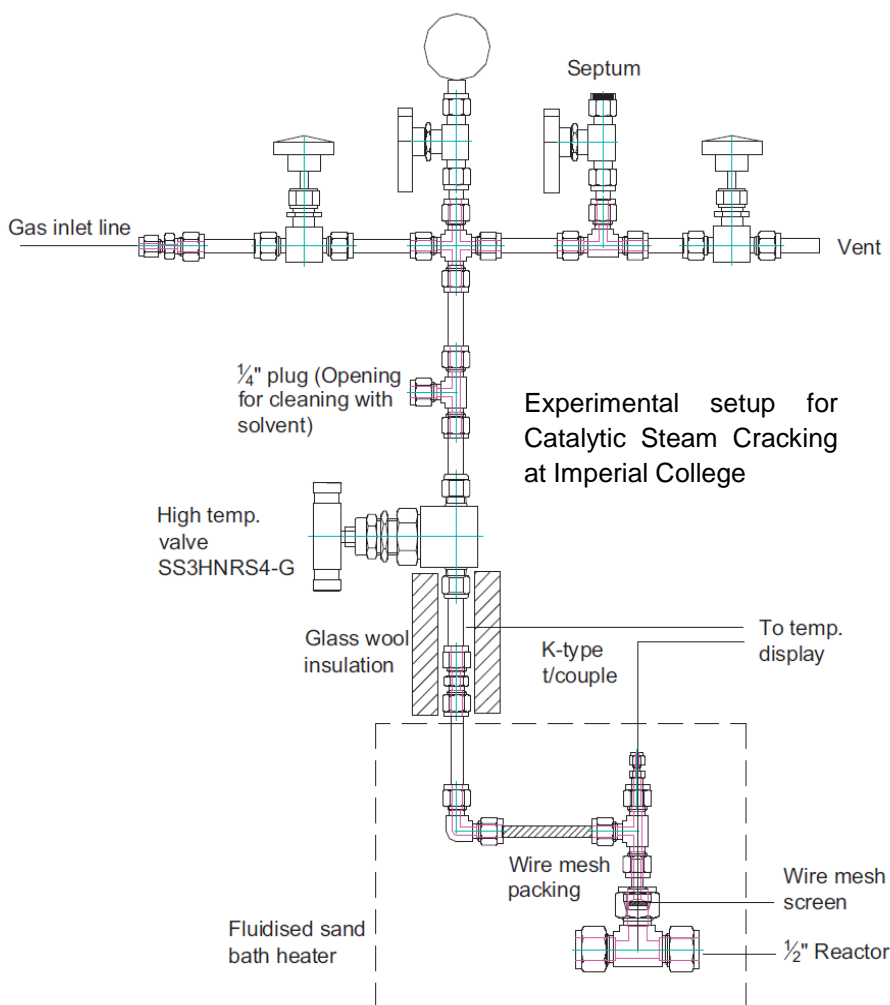 Septum
Gas inlet line
Vent
¼" plug (Opening
for cleaning with
solvent)
Experimental setup for
Catalytic Steam Cracking
at Imperial College
High temp.
valve
SS3HNRS4-G
Glass wool
insulation
K-type
t/couple
To temp.
display
Wire mesh
packing
Wire mesh
screen
Fluidised sand
bath heater
½" Reactor